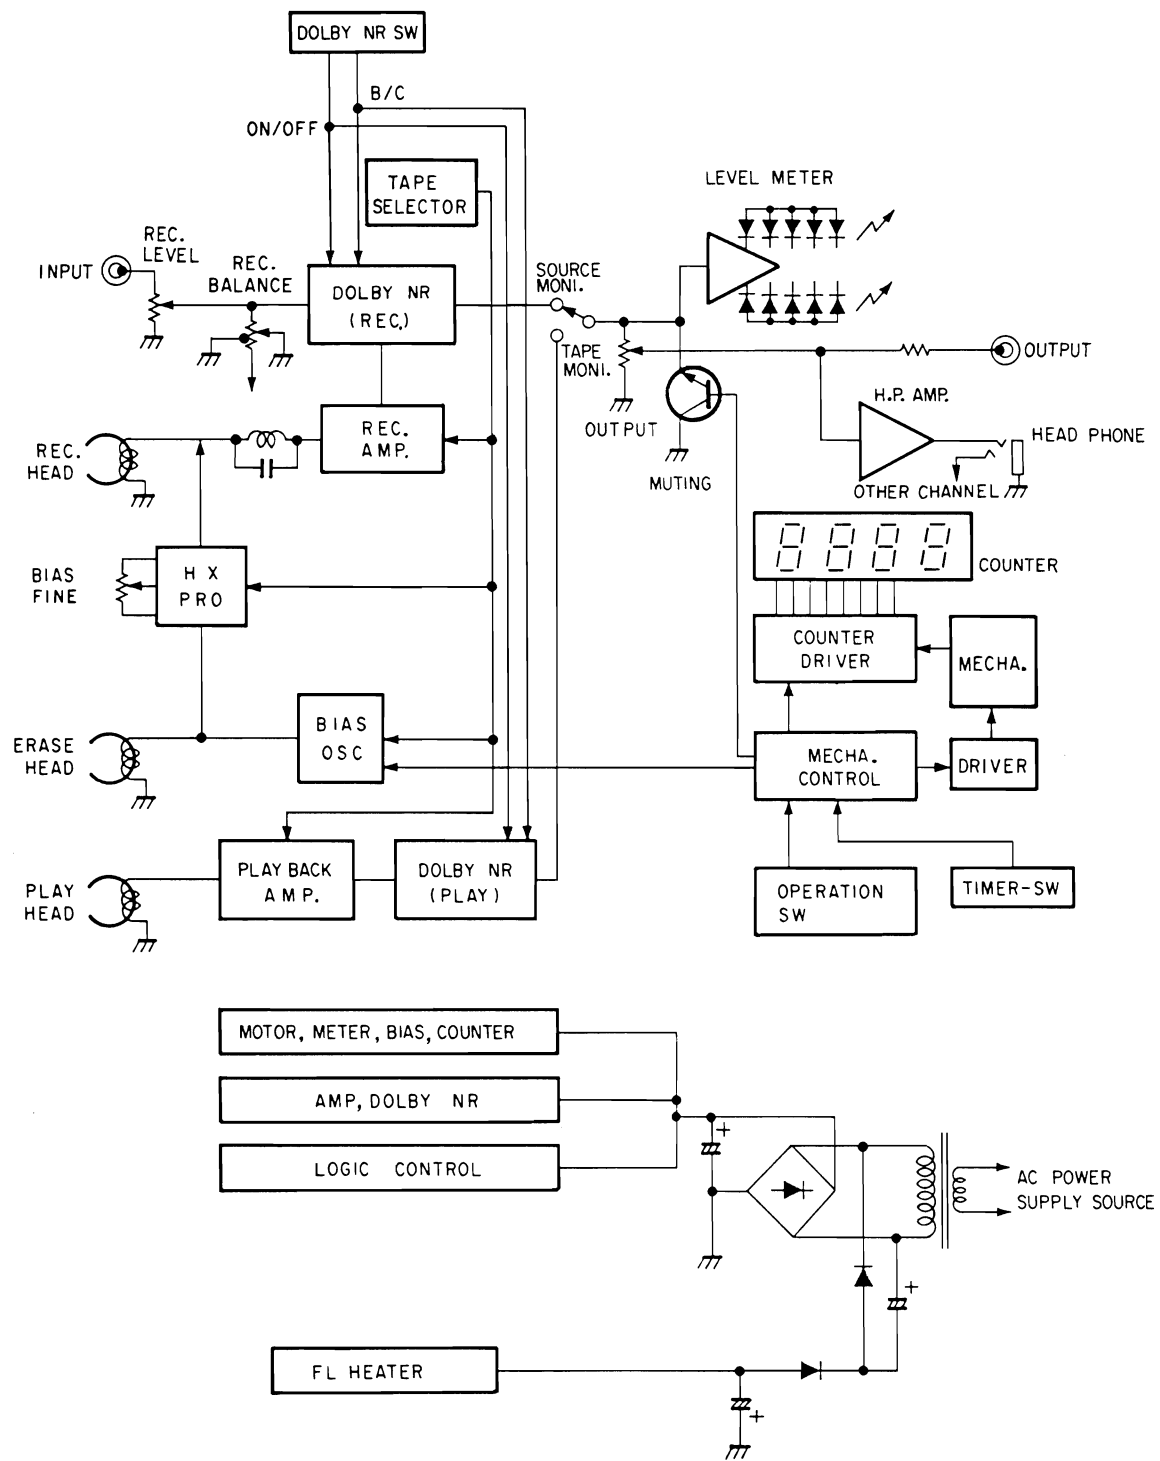 DOLBY NR SW
B/C
ON/OFF
TAPE
SELECTOR
LEVEL METER
REC.
LEVEL
INPUT
REC.
BALANCE
DOLBY NR
(REC.)
SOURCE
MONI.
TAPE
MONI.
OUTPUT
OUTPUT
MUTING
H.P. AMP.
HEAD PHONE
OTHER CHANNEL
REC.
HEAD
REC.
AMP.
BIAS
FINE
HX
PRO
COUNTER
COUNTER
DRIVER
MECHA.
ERASE
HEAD
BIAS
OSC
MECHA.
CONTROL
DRIVER
PLAY
HEAD
PLAY BACK
AMP.
DOLBY NR
(PLAY)
OPERATION
SW
TIMER-SW
MOTOR, METER, BIAS, COUNTER
AMP, DOLBY NR
LOGIC CONTROL
+
AC POWER
SUPPLY SOURCE
+
FL HEATER
+